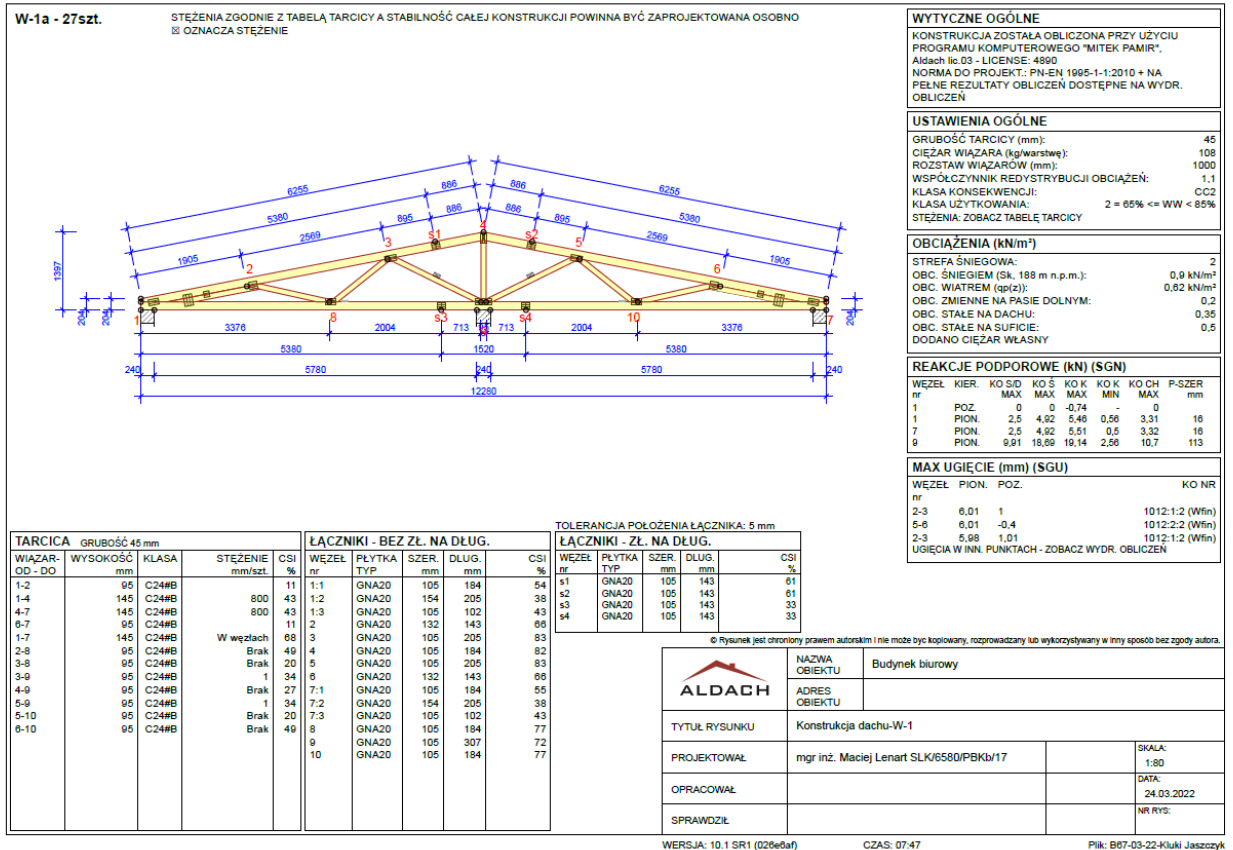 W-1a - 27szt.
STĘŻENIA ZGODNIE Z TABELĄ TARCICY A STABILNOŚĆ CAŁEJ KONSTRUKCJI POWINNA BYĆ ZAPROJEKTOWANA OSOBNO
☒ OZNACZA STĘŻENIE
WYTYCZNE OGÓLNE
KONSTRUKCJA ZOSTAŁA OBLICZONA PRZY UŻYCIU
PROGRAMU KOMPUTEROWEGO "MITEK PAMIR",
Aldach lic.03 - LICENSE: 4890
NORMA DO PROJEKT.: PN-EN 1995-1-1:2010 + NA
PEŁNE REZULTATY OBLICZEŃ DOSTĘPNE NA WYDR.
OBLICZEŃ
USTAWIENIA OGÓLNE
GRUBOŚĆ TARCICY (mm): 45
CIĘŻAR WIĄZARA (kg/warstwę): 108
ROZSTAW WIĄZARÓW (mm): 1000
WSPÓŁCZYNNIK REDYSTRYBUCJI OBCIĄŻEŃ: 1,1
KLASA KONSEKWENCJI: CC2
KLASA UŻYTKOWANIA: 2 = 65% <= WW < 85%
STĘŻENIA: ZOBACZ TABELĘ TARCICY
OBCIĄŻENIA (kN/m²)
STREFA ŚNIEGOWA: 2
OBC. ŚNIEGIEM (Sk, 188 m n.p.m.): 0,9 kN/m²
OBC. WIATREM (qp(z)): 0,62 kN/m²
OBC. ZMIENNE NA PASIE DOLNYM: 0,2
OBC. STAŁE NA DACHU: 0,35
OBC. STAŁE NA SUFICIE: 0,5
DODANO CIĘŻAR WŁASNY
REAKCJE PODPOROWE (kN) (SGN)
WĘZEŁ KIER. KO S/D KO Ś KO K KO K KO CH P-SZER
nr MAX MAX MAX MIN MAX mm
1 POZ. 0 0 -0,74 - 0
1 PION. 2,5 4,92 5,46 0,56 3,31 16
7 PION. 2,5 4,92 5,51 0,5 3,32 16
9 PION. 9,91 18,69 19,14 2,56 10,7 113
MAX UGIĘCIE (mm) (SGU)
WĘZEŁ PION. POZ. KO NR
nr
2-3 6,01 1 1012:1:2 (Wfin)
5-6 6,01 -0,4 1012:2:2 (Wfin)
2-3 5,98 1,01 1012:1:2 (Wfin)
UGIĘCIA W INN. PUNKTACH - ZOBACZ WYDR. OBLICZEŃ
6255 6255
5380 886 886 5380
2569 895 886 886 895 2569
1905 1905
1397
204 204 204
1 2 3 s1 4 s2 5 6 7
8 s3 9 s4 10
3376 2004 713 713 2004 3376
5380 1520 5380
240 5780 240 5780 240
12280
TARCICA GRUBOŚĆ 45 mm
WIĄZAR- WYSOKOŚĆ KLASA STĘŻENIE CSI
OD - DO mm mm/szt. %
1-2 95 C24#B 11
1-4 145 C24#B 800 43
4-7 145 C24#B 800 43
6-7 95 C24#B 11
1-7 145 C24#B W węzłach 68
2-8 95 C24#B Brak 49
3-8 95 C24#B Brak 20
3-9 95 C24#B 1 34
4-9 95 C24#B Brak 27
5-9 95 C24#B 1 34
5-10 95 C24#B Brak 20
6-10 95 C24#B Brak 49
ŁĄCZNIKI - BEZ ZŁ. NA DŁUG.
WĘZEŁ PŁYTKA SZER. DŁUG. CSI
nr TYP mm mm %
1:1 GNA20 105 184 54
1:2 GNA20 154 205 38
1:3 GNA20 105 102 43
2 GNA20 132 143 66
3 GNA20 105 205 83
4 GNA20 105 184 82
5 GNA20 105 205 83
6 GNA20 132 143 66
7:1 GNA20 105 184 55
7:2 GNA20 154 205 38
7:3 GNA20 105 102 43
8 GNA20 105 184 77
9 GNA20 105 307 72
10 GNA20 105 184 77
TOLERANCJA POŁOŻENIA ŁĄCZNIKA: 5 mm
ŁĄCZNIKI - ZŁ. NA DŁUG.
WĘZEŁ PŁYTKA SZER. DŁUG. CSI
nr TYP mm mm %
s1 GNA20 105 143 61
s2 GNA20 105 143 61
s3 GNA20 105 143 33
s4 GNA20 105 143 33
© Rysunek jest chroniony prawem autorskim i nie może być kopiowany, rozprowadzany lub wykorzystywany w inny sposób bez zgody autora.
ALDACH
NAZWA OBIEKTU Budynek biurowy
ADRES OBIEKTU
TYTUŁ RYSUNKU Konstrukcja dachu-W-1
PROJEKTOWAŁ mgr inż. Maciej Lenart SLK/6580/PBKb/17
SKALA: 1:80
OPRACOWAŁ
DATA: 24.03.2022
SPRAWDZIŁ
NR RYS:
WERSJA: 10.1 SR1 (026e6af) CZAS: 07:47 Plik: B67-03-22-Kluki Jaszczyk